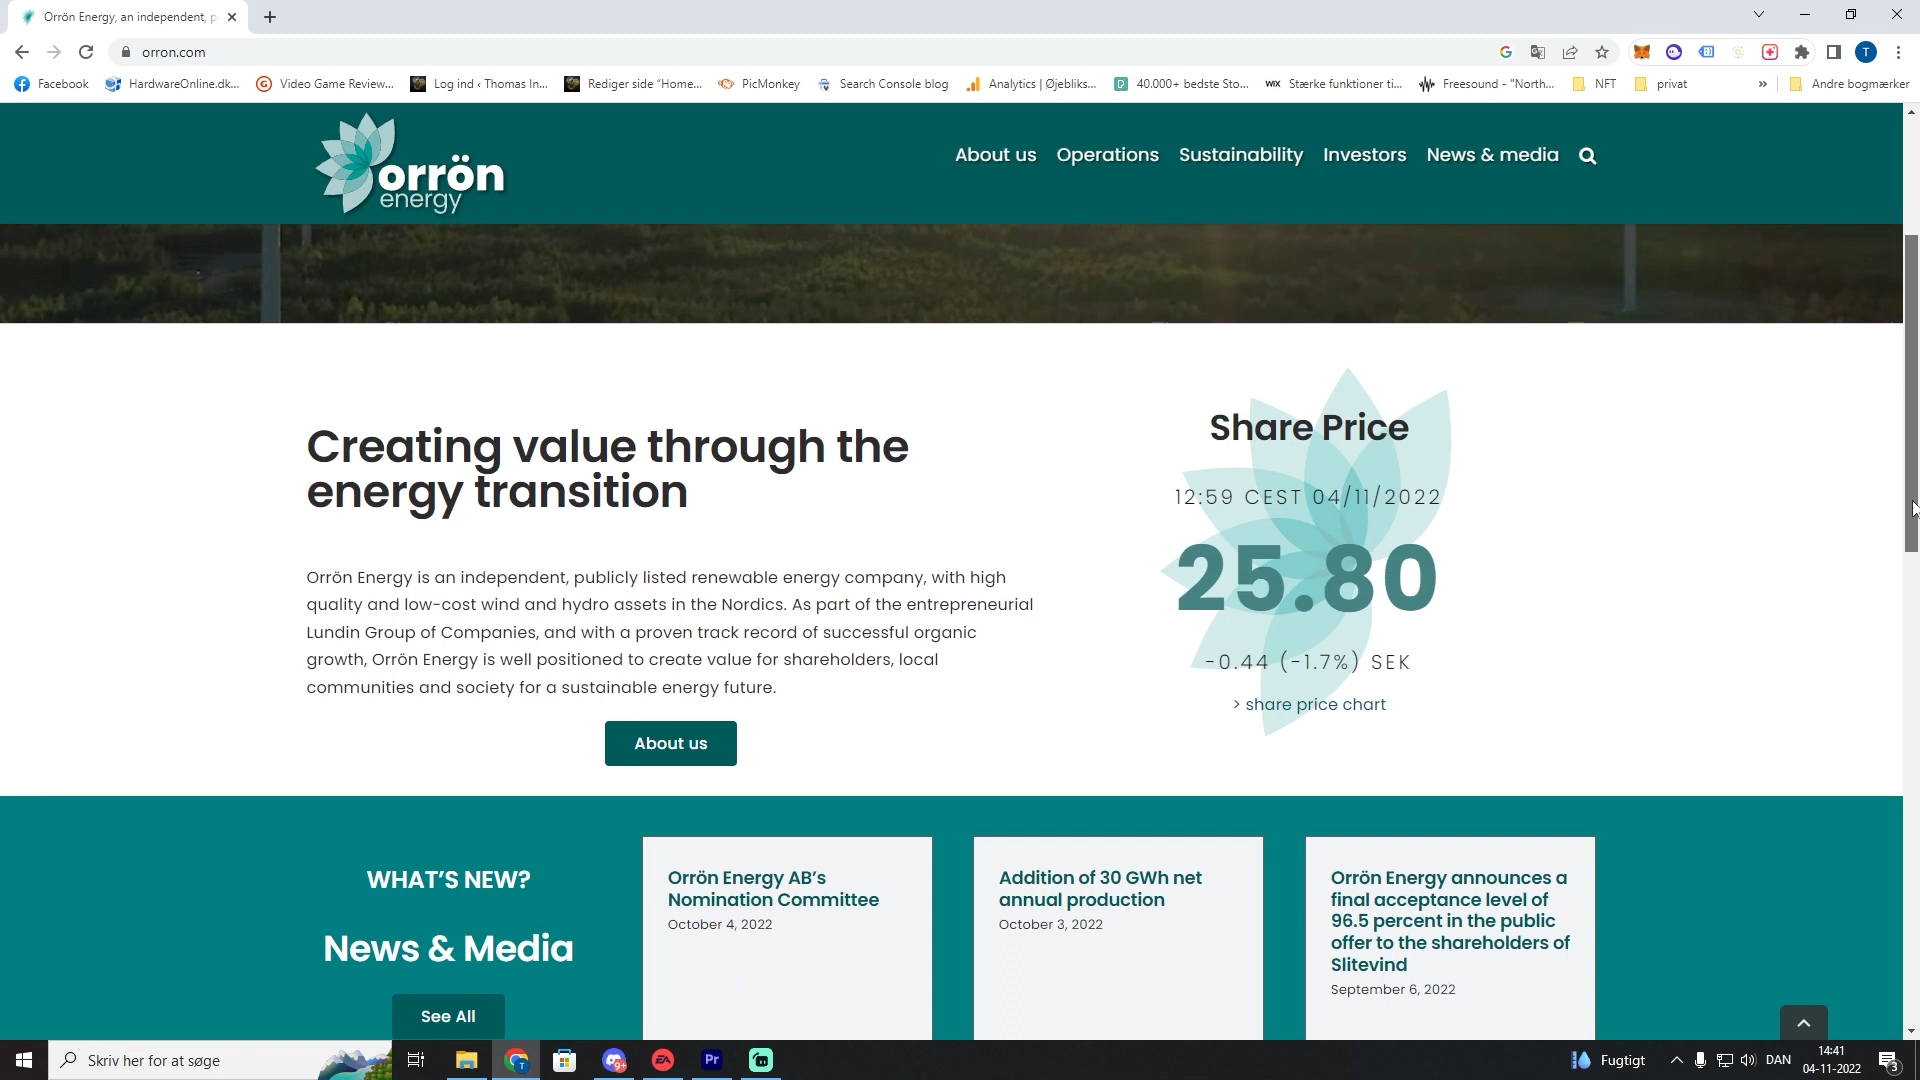 Orrön Energy, an independent, p
orron.com
Facebook
HardwareOnline.dk...
Video Game Review...
Log ind ‹ Thomas In...
Rediger side "Home...
PicMonkey
Search Console blog
Analytics | Øjebliks...
40.000+ bedste Sto...
WIX
Stærke funktioner ti...
Freesound - "North...
NFT
privat
»
Andre bogmærker
T
orrön
energy
About us
Operations
Sustainability
Investors
News & media
Creating value through the
energy transition
Share Price
12:59 CEST 04/11/2022
25.80
-0.44 (-1.7%) SEK
> share price chart
Orrön Energy is an independent, publicly listed renewable energy company, with high
quality and low-cost wind and hydro assets in the Nordics. As part of the entrepreneurial
Lundin Group of Companies, and with a proven track record of successful organic
growth, Orrön Energy is well positioned to create value for shareholders, local
communities and society for a sustainable energy future.
About us
WHAT'S NEW?
News & Media
See All
Orrön Energy AB's
Nomination Committee
October 4, 2022
Addition of 30 GWh net
annual production
October 3, 2022
Orrön Energy announces a
final acceptance level of
96.5 percent in the public
offer to the shareholders of
Slitevind
September 6, 2022
Skriv her for at søge
T
9+
EA
Pr
Fugtigt
DAN
14:41
04-11-2022
3